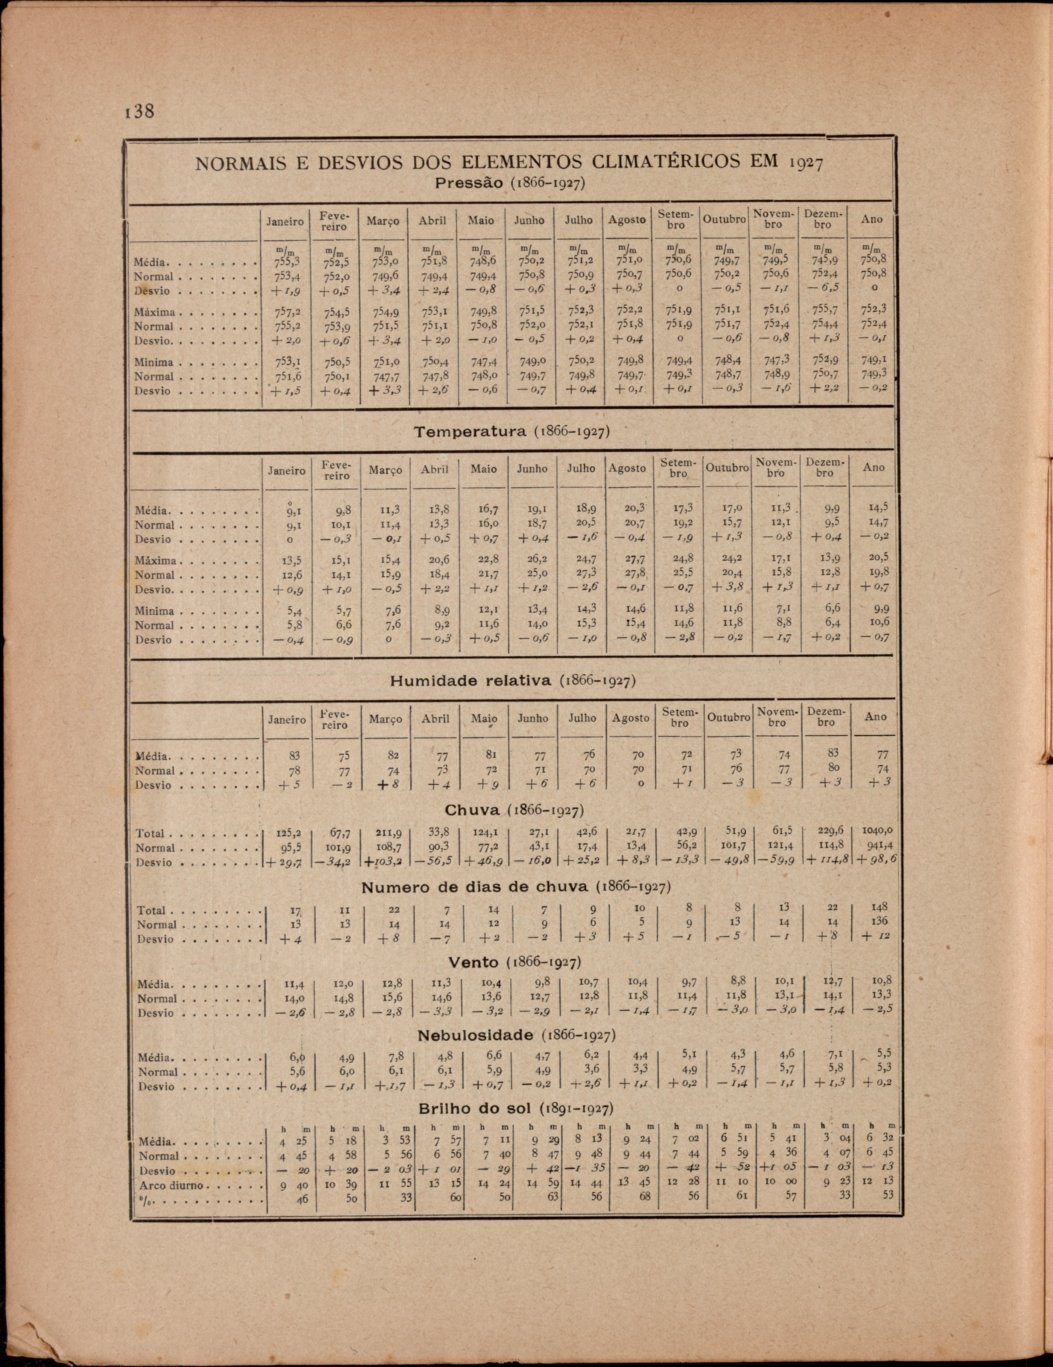 138
NORMAIS E DESVIOS DOS ELEMENTOS CLIMATÉRICOS EM 1927
Pressão (1866-1927)
Janeiro Feve-reiro Março Abril Maio Junho Julho Agosto Setem-bro Outubro Novem-bro Dezem-bro Ano
m/m m/m m/m m/m m/m m/m m/m m/m m/m m/m m/m m/m m/m
Média. . . . . . . . . 755,3 752,5 753,0 751,8 748,6 750,2 751,2 751,0 750,6 749,7 749,5 745,9 750,8
Normal . . . . . . . . 753,4 752,0 749,6 749,4 749,4 750,8 750,9 750,7 750,6 750,2 750,6 752,4 750,8
Desvio . . . . . . . . +1,9 +0,5 +3,4 +2,4 —0,8 —0,6 +0,3 +0,3 0 —0,5 —1,1 —6,5 0
Máxima . . . . . . . . 757,2 754,5 754,9 753,1 749,8 751,5 752,3 752,2 751,9 751,1 751,6 755,7 752,3
Normal . . . . . . . . 755,2 753,9 751,5 751,1 750,8 752,0 752,1 751,8 751,9 751,7 752,4 754,4 752,4
Desvio. . . . . . . . . +2,0 +0,6 +3,4 +2,0 —1,0 —0,5 +0,2 +0,4 0 —0,6 —0,8 +1,3 —0,1
Minima . . . . . . . . 753,1 750,5 751,0 750,4 747,4 749,0 750,2 749,8 749,4 748,4 747,3 752,9 749,1
Normal . . . . . . . . 751,6 750,1 747,7 747,8 748,0 749,7 749,8 749,7 749,3 748,7 748,9 750,7 749,3
Desvio . . . . . . . . +1,5 +0,4 +3,3 +2,6 —0,6 —0,7 +0,4 +0,1 +0,1 —0,3 —1,6 +2,2 —0,2
Temperatura (1866-1927)
Janeiro Feve-reiro Março Abril Maio Junho Julho Agosto Setem-bro Outubro Novem-bro Dezem-bro Ano
o
Média. . . . . . . . . 9,1 9,8 11,3 13,8 16,7 19,1 18,9 20,3 17,3 17,0 11,3 9,9 14,5
Normal . . . . . . . . 9,1 10,1 11,4 13,3 16,0 18,7 20,5 20,7 19,2 15,7 12,1 9,5 14,7
Desvio . . . . . . . . 0 —0,3 —0,1 +0,5 +0,7 +0,4 —1,6 —0,4 —1,9 +1,3 —0,8 +0,4 —0,2
Máxima . . . . . . . . 13,5 15,1 15,4 20,6 22,8 26,2 24,7 27,7 24,8 24,2 17,1 13,9 20,5
Normal . . . . . . . . 12,6 14,1 15,9 18,4 21,7 25,0 27,3 27,8 25,5 20,4 15,8 12,8 19,8
Desvio. . . . . . . . . +0,9 +1,0 —0,5 +2,2 +1,1 +1,2 —2,6 —0,1 —0,7 +3,8 +1,3 +1,1 +0,7
Minima . . . . . . . . 5,4 5,7 7,6 8,9 12,1 13,4 14,3 14,6 11,8 11,6 7,1 6,6 9,9
Normal . . . . . . . . 5,8 6,6 7,6 9,2 11,6 14,0 15,3 15,4 14,6 11,8 8,8 6,4 10,6
Desvio . . . . . . . . —0,4 —0,9 0 —0,3 +0,5 —0,6 —1,0 —0,8 —2,8 —0,2 —1,7 +0,2 —0,7
Humidade relativa (1866-1927)
Janeiro Feve-reiro Março Abril Maio Junho Julho Agosto Setem-bro Outubro Novem-bro Dezem-bro Ano
Média. . . . . . . . . 83 75 82 77 81 77 76 70 72 73 74 83 77
Normal . . . . . . . . 78 77 74 73 72 71 70 70 71 76 77 80 74
Desvio . . . . . . . . +5 —2 +8 +4 +9 +6 +6 0 +1 —3 —3 +3 +3
Chuva (1866-1927)
Total . . . . . . . . . 125,2 67,7 211,9 33,8 124,1 27,1 42,6 21,7 42,9 51,9 61,5 229,6 1040,0
Normal . . . . . . . . 95,5 101,9 108,7 90,3 77,2 43,1 17,4 13,4 56,2 101,7 121,4 114,8 941,4
Desvio . . . . . . . . +29,7 —34,2 +103,2 —56,5 +46,9 —16,0 +25,2 +8,3 —13,3 —49,8 —59,9 +114,8 +98,6
Numero de dias de chuva (1866-1927)
Total . . . . . . . . . 17 11 22 7 14 7 9 10 8 8 13 22 148
Normal . . . . . . . . 13 13 14 14 12 9 6 5 9 13 14 14 136
Desvio . . . . . . . . +4 —2 +8 —7 +2 —2 +3 +5 —1 —5 —1 +8 +12
Vento (1866-1927)
Média. . . . . . . . . 11,4 12,0 12,8 11,3 10,4 9,8 10,7 10,4 9,7 8,8 10,1 12,7 10,8
Normal . . . . . . . . 14,0 14,8 15,6 14,6 13,6 12,7 12,8 11,8 11,4 11,8 13,1 14,1 13,3
Desvio . . . . . . . . —2,6 —2,8 —2,8 —3,3 —3,2 —2,9 —2,1 —1,4 —1,7 —3,0 —3,0 —1,4 —2,5
Nebulosidade (1866-1927)
Média. . . . . . . . . 6,0 4,9 7,8 4,8 6,6 4,7 6,2 4,4 5,1 4,3 4,6 7,1 5,5
Normal . . . . . . . . 5,6 6,0 6,1 6,1 5,9 4,9 3,6 3,3 4,9 5,7 5,7 5,8 5,3
Desvio . . . . . . . . +0,4 —1,1 +1,7 —1,3 +0,7 —0,2 +2,6 +1,1 +0,2 —1,4 —1,1 +1,3 +0,2
Brilho do sol (1891-1927)
h m h m h m h m h m h m h m h m h m h m h m h m h m
Média. . . . . . . . . 4 25 5 18 3 53 7 57 7 11 9 29 8 13 9 24 7 02 6 51 5 41 3 04 6 32
Normal . . . . . . . . 4 45 4 58 5 56 6 56 7 40 8 47 9 48 9 44 7 44 5 59 4 36 4 07 6 45
Desvio . . . . . . . . — 20 + 20 —2 03 +1 01 — 29 + 42 —1 35 — 20 — 42 + 52 +1 05 —1 03 — 13
Arco diurno. . . . . . 9 40 10 39 11 55 13 15 14 24 14 59 14 44 13 45 12 28 11 10 10 00 9 23 12 13
%. . . . . . . . . . 46 50 33 60 50 63 56 68 56 61 57 33 53